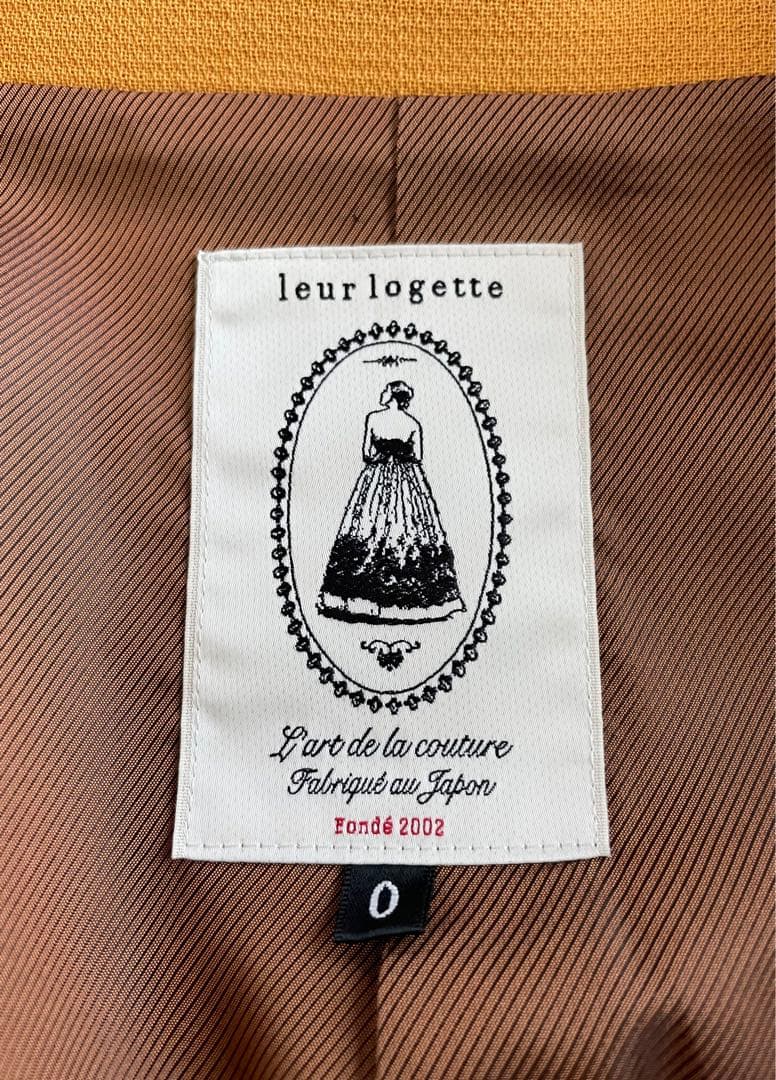 leur logette
L'art de la couture
Fabriqué au Japon
Fondé 2002
0